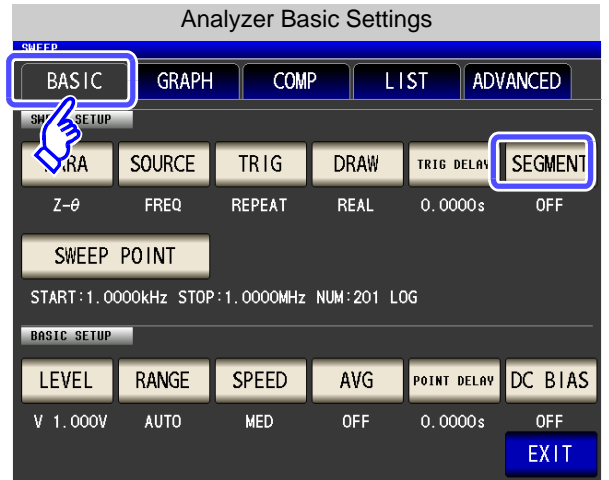 Analyzer Basic Settings
SWEEP
BASIC GRAPH COMP LIST ADVANCED
SETUP
SOURCE TRIG DRAW TRIG DELAY SEGMENT
Z-θ FREQ REPEAT REAL 0.0000s OFF
SWEEP POINT
START:1.0000kHz STOP:1.0000MHz NUM:201 LOG
BASIC SETUP
LEVEL RANGE SPEED AVG POINT DELAY DC BIAS
V 1.000V AUTO MED OFF 0.0000s OFF
EXIT